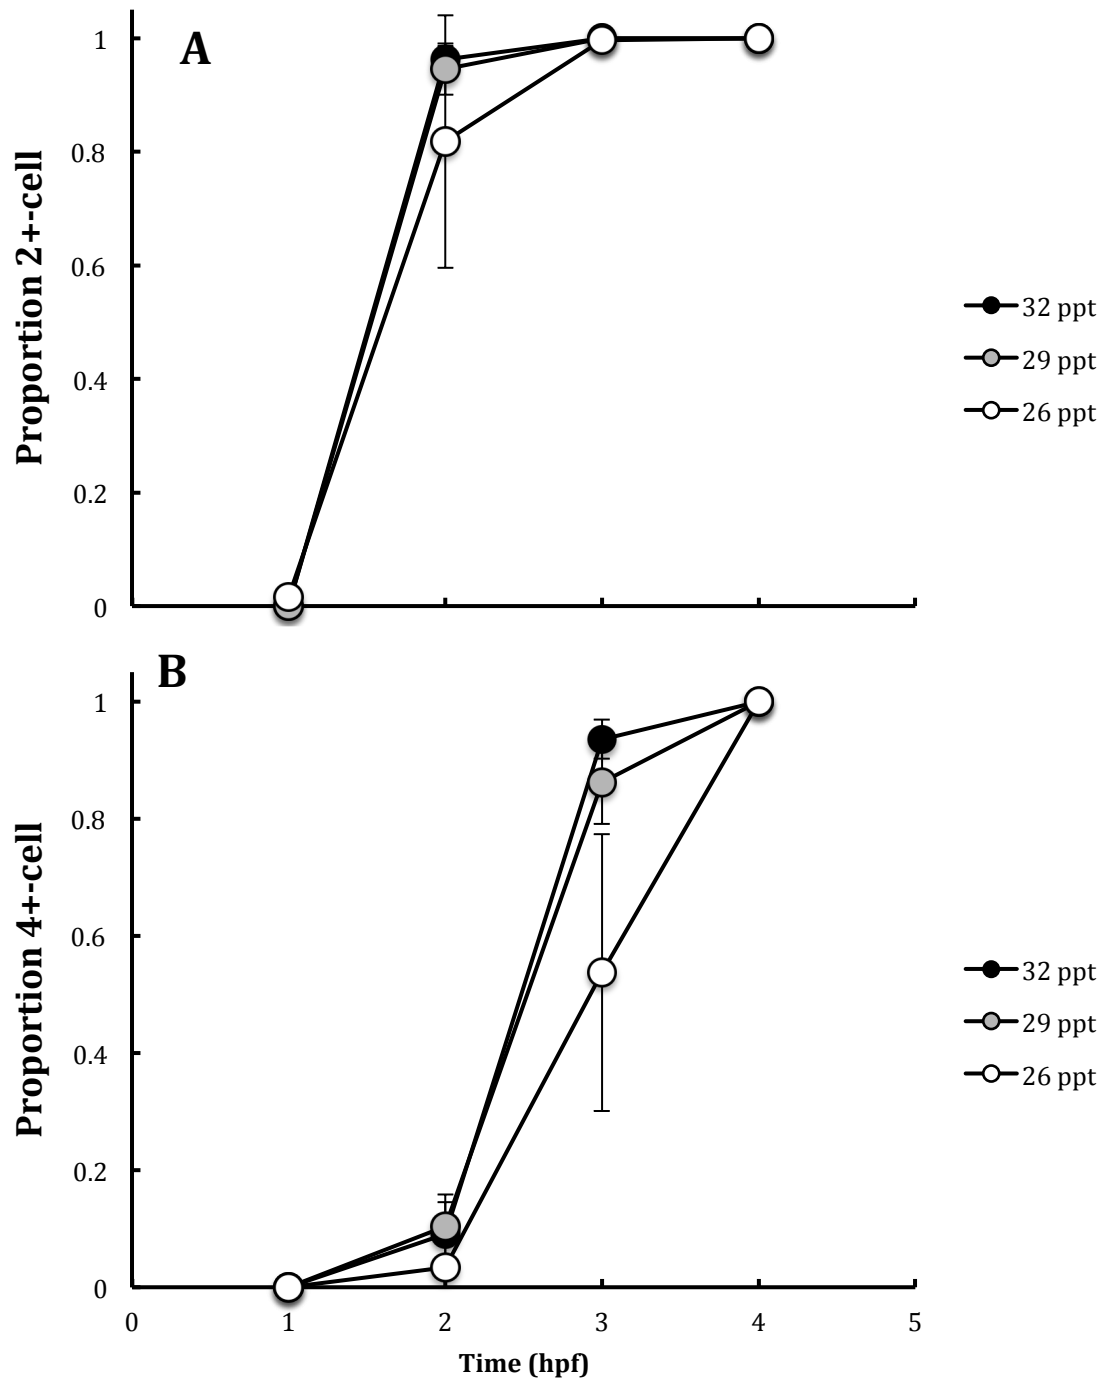 A
1
0.8
0.6
0.4
0.2
0
Proportion 2+-cell
32 ppt
29 ppt
26 ppt
B
1
0.8
0.6
0.4
0.2
0
Proportion 4+-cell
32 ppt
29 ppt
26 ppt
0 1 2 3 4 5
Time (hpf)